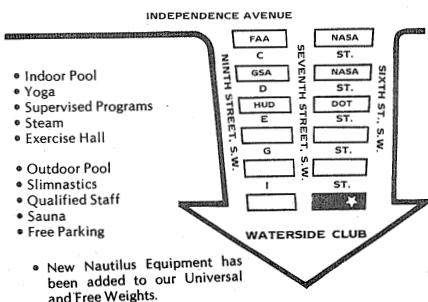 INDEPENDENCE AVENUE
FAA
NASA
C
ST.
GSA
NASA
D
ST.
HUD
DOT
E
ST.
G
ST.
I
ST.
NINTH STREET, S.W.
SEVENTH STREET, S.W.
SIXTH ST., S.W.
WATERSIDE CLUB
• Indoor Pool
• Yoga
• Supervised Programs
• Steam
• Exercise Hall
• Outdoor Pool
• Slimnastics
• Qualified Staff
• Sauna
• Free Parking
• New Nautilus Equipment has
been added to our Universal
and Free Weights.